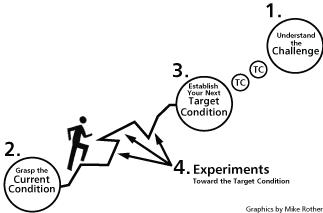 1.
Understand
the
Challenge
TC
TC
3.
Establish
Your Next
Target
Condition
2.
Grasp the
Current
Condition
4. Experiments
Toward the Target Condition
Graphics by Mike Rother